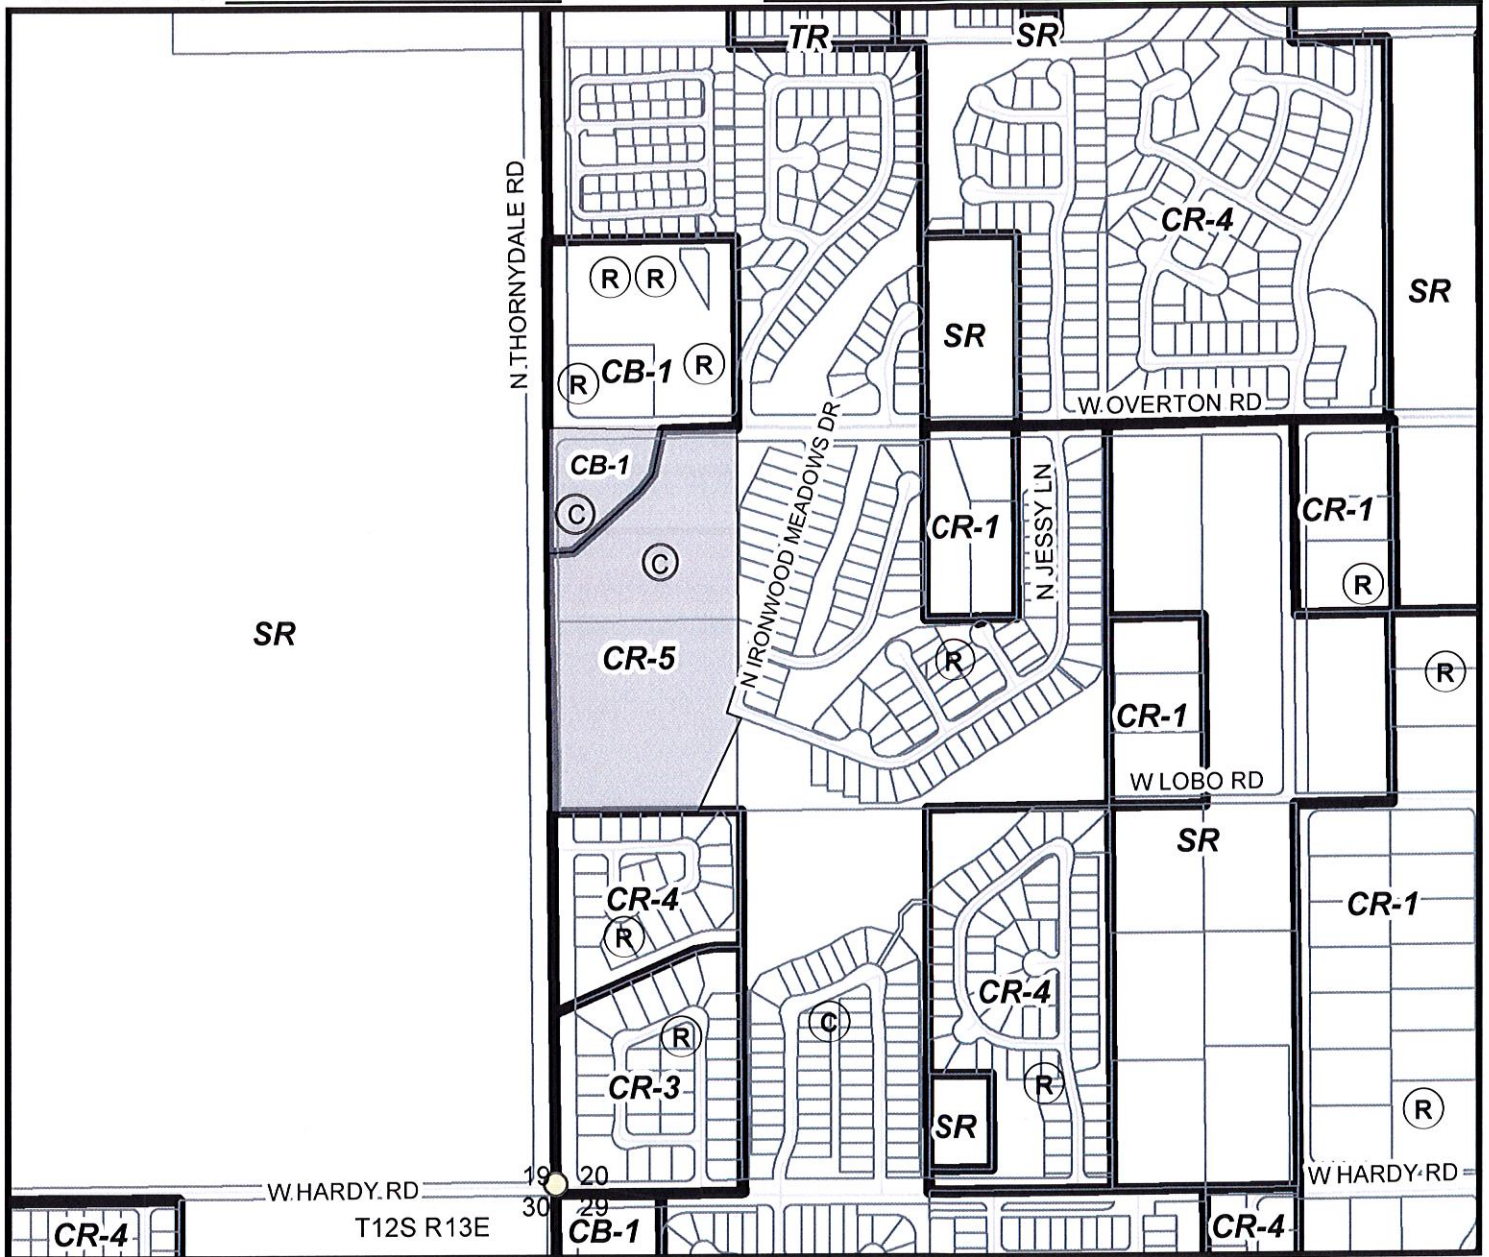 TR
SR
N.THORNYDALE RD
CR-4
R R
SR
SR
R CB-1 R
W.OVERTON RD
CB-1
C
N IRONWOOD MEADOWS DR
N JESSY LN
CR-1
CR-1
C
R
SR
CR-5
R
R
CR-1
W LOBO RD
SR
CR-4
R
CR-1
CR-4
C
R
CR-3
R
R
SR
19 20
W.HARDY.RD
W HARDY RD
30 29
T12S R13E
CR-4
CB-1
CR-4